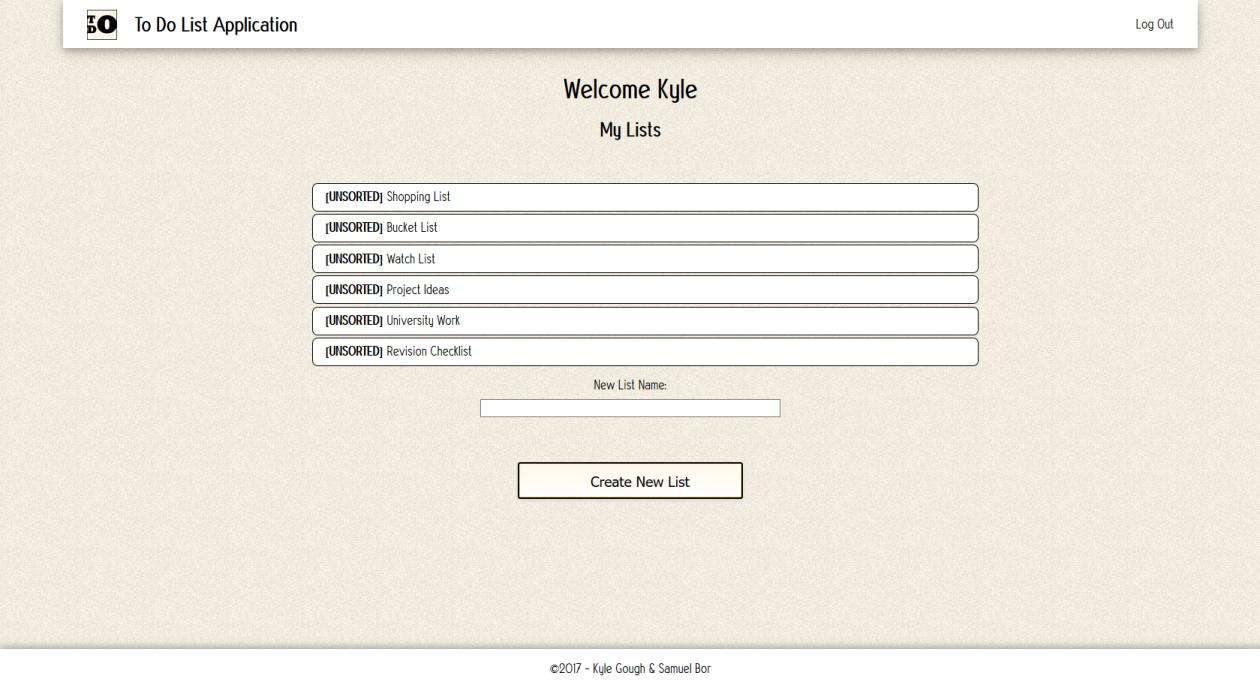 TO DO To Do List Application Log Out
Welcome Kyle
My Lists
[UNSORTED] Shopping List
[UNSORTED] Bucket List
[UNSORTED] Watch List
[UNSORTED] Project Ideas
[UNSORTED] University Work
[UNSORTED] Revision Checklist
New List Name:
Create New List
©2017 - Kyle Gough & Samuel Bor